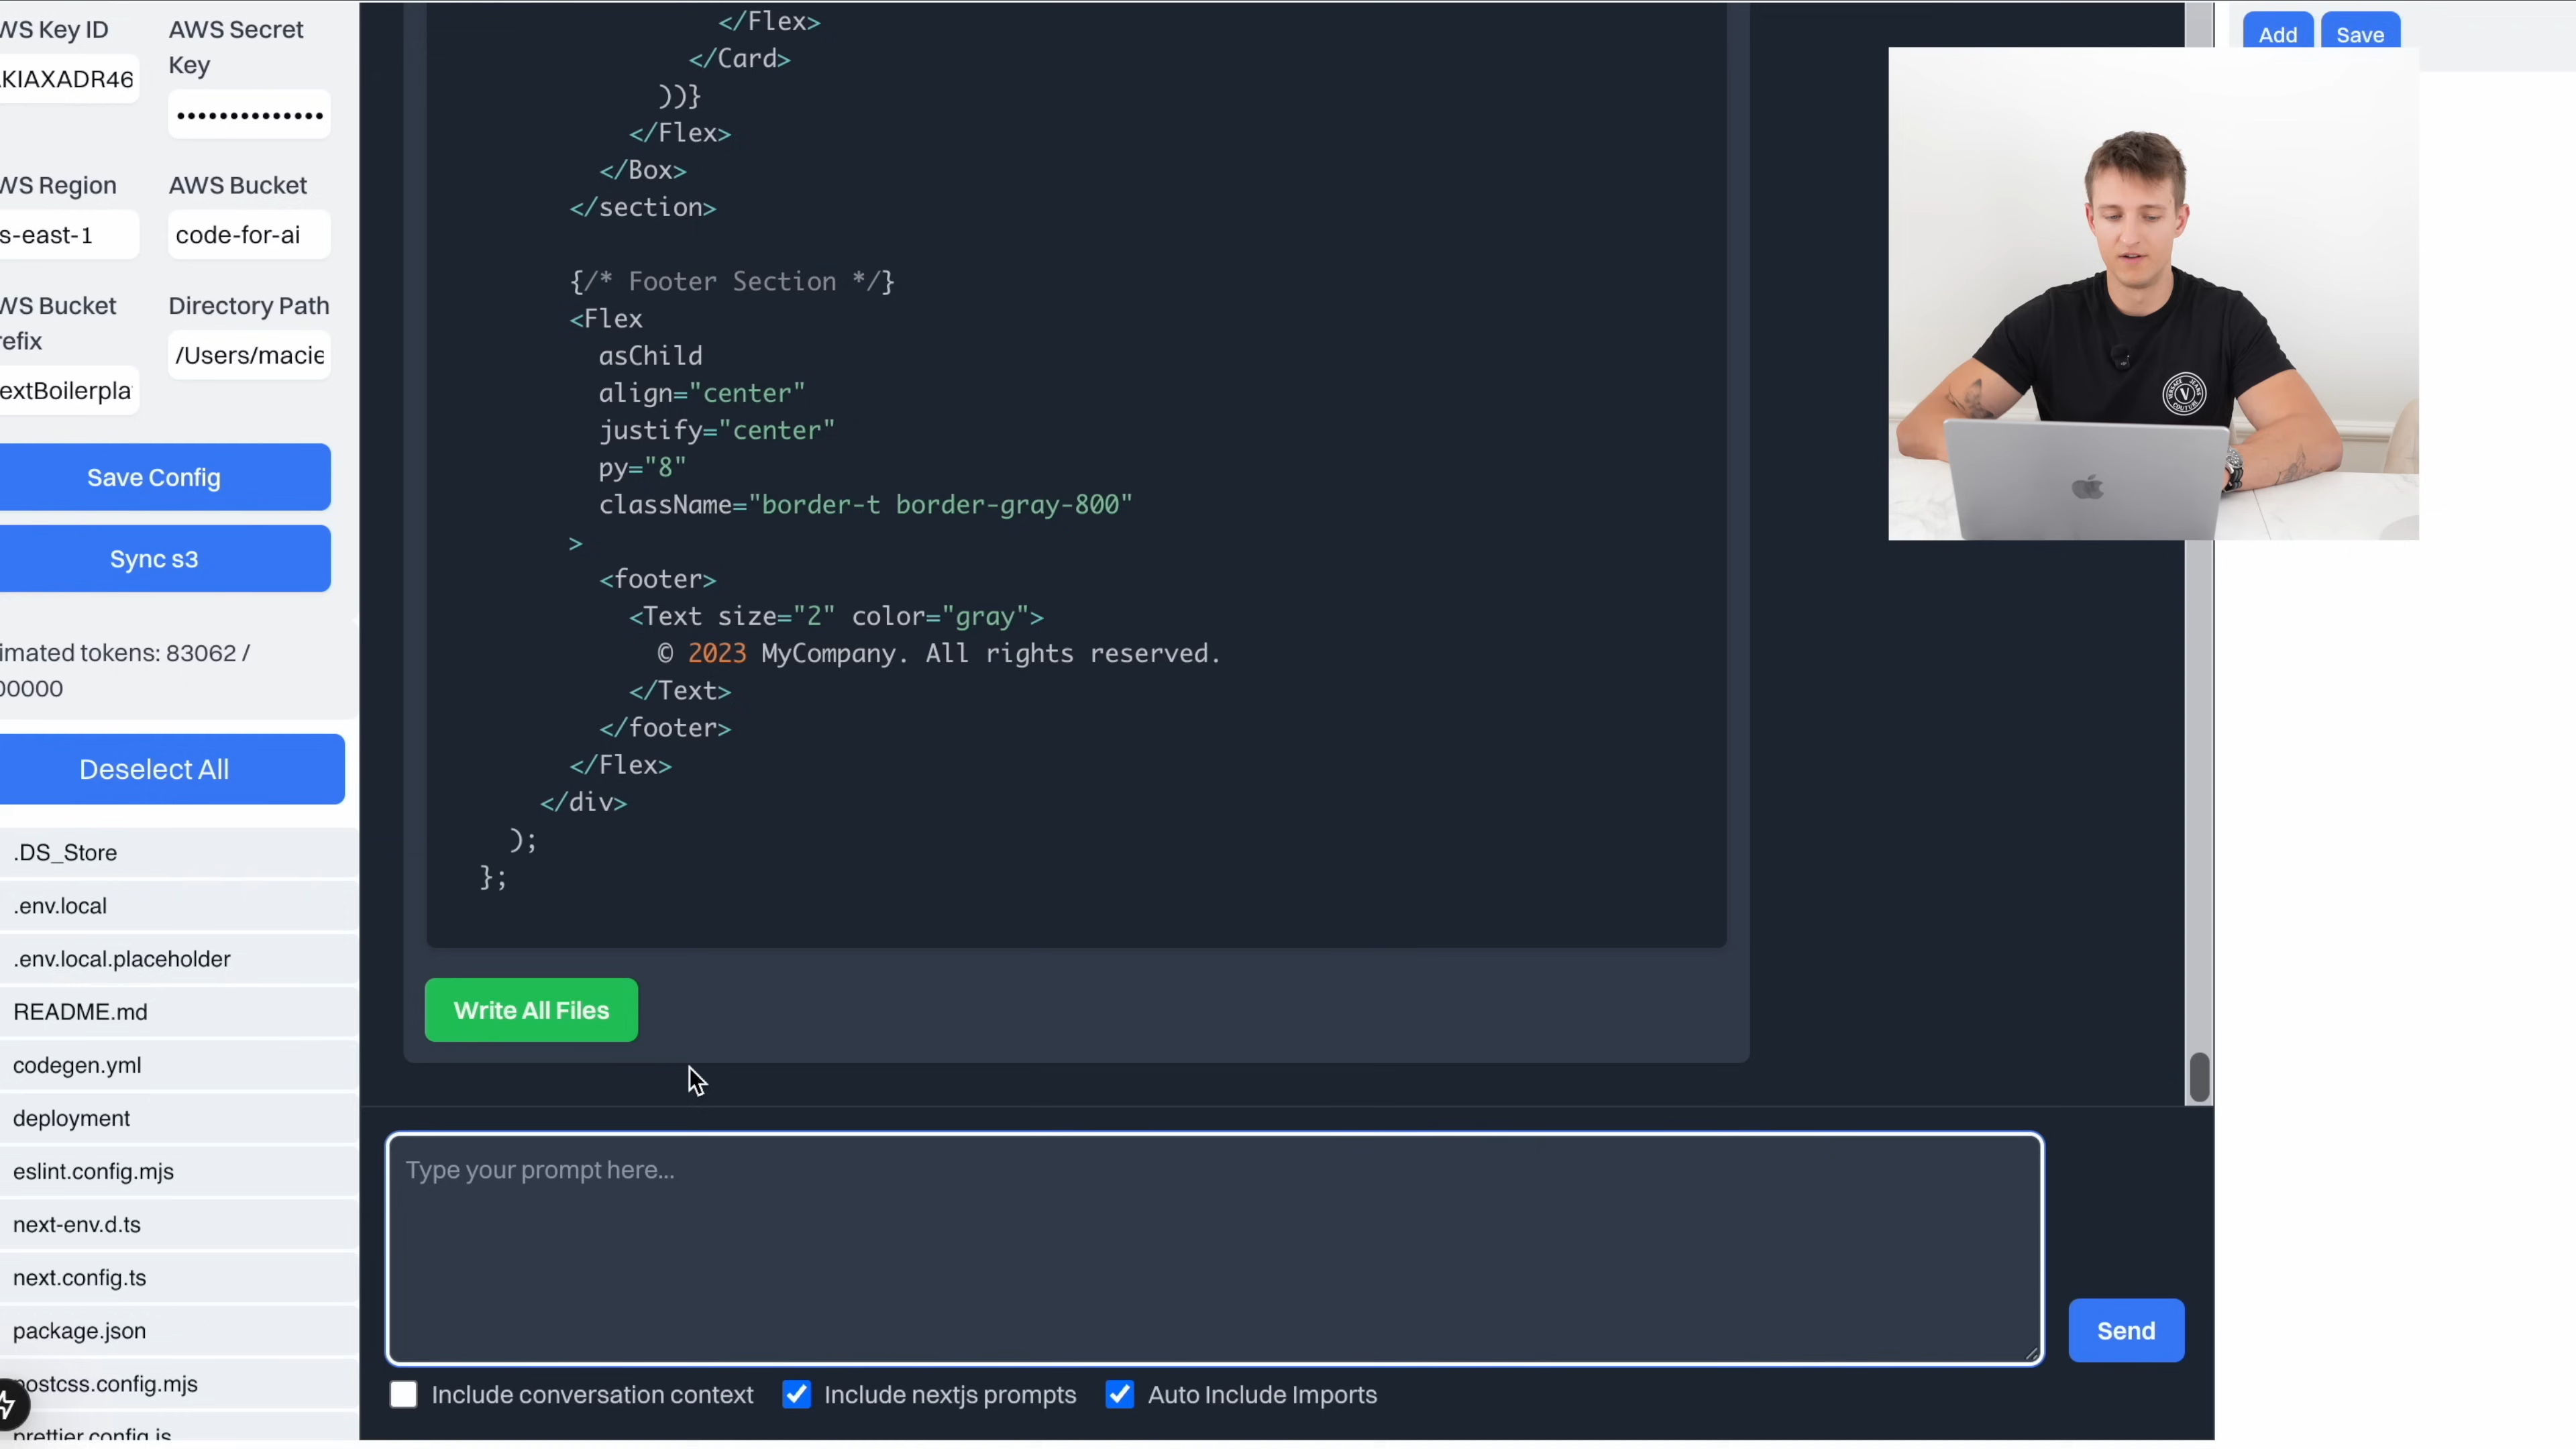 WS Key ID
AWS Secret
Key
KIAXADR46
••••••••••••••
WS Region
AWS Bucket
s-east-1
code-for-ai
WS Bucket
refix
Directory Path
/Users/macie
extBoilerpla
Save Config
Sync s3
imated tokens: 83062 /
00000
Deselect All
.DS_Store
.env.local
.env.local.placeholder
README.md
codegen.yml
deployment
eslint.config.mjs
next-env.d.ts
next.config.ts
package.json
postcss.config.mjs
prettier.config.js
</Flex>
</Card>
))}
</Flex>
</Box>
</section>
{/* Footer Section */}
<Flex
asChild
align="center"
justify="center"
py="8"
className="border-t border-gray-800"
>
<footer>
<Text size="2" color="gray">
© 2023 MyCompany. All rights reserved.
</Text>
</footer>
</Flex>
</div>
);
};
Write All Files
Type your prompt here...
Send
Include conversation context
Include nextjs prompts
Auto Include Imports
Add
Save
V